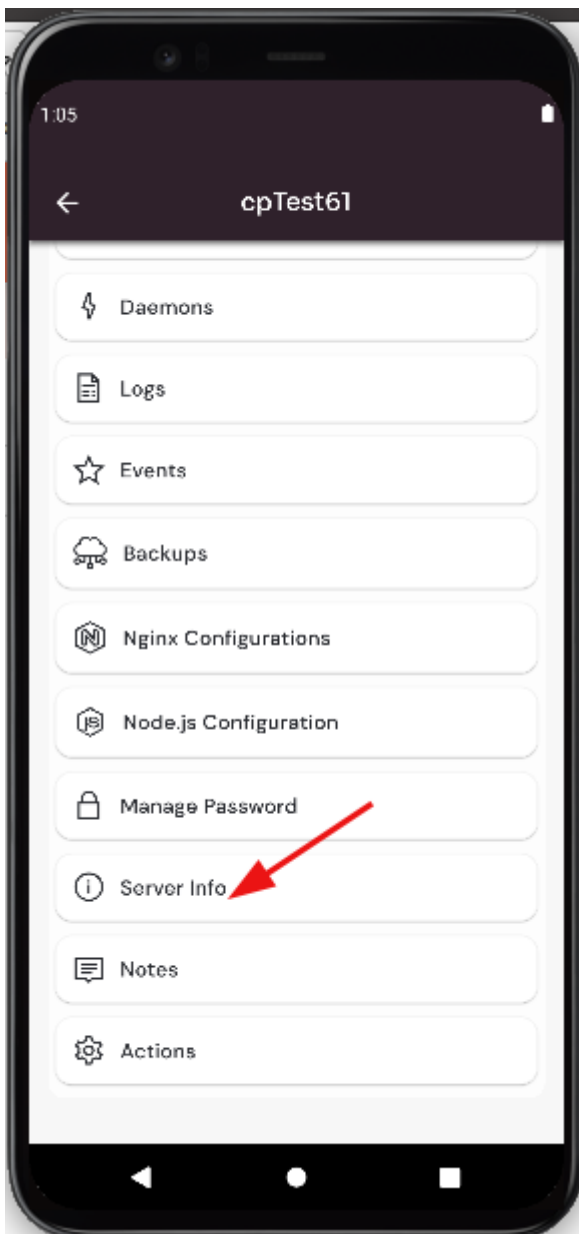 1:05
cpTest61
Daemons
Logs
Events
Backups
Nginx Configurations
Node.js Configuration
Manage Password
Server Info
Notes
Actions